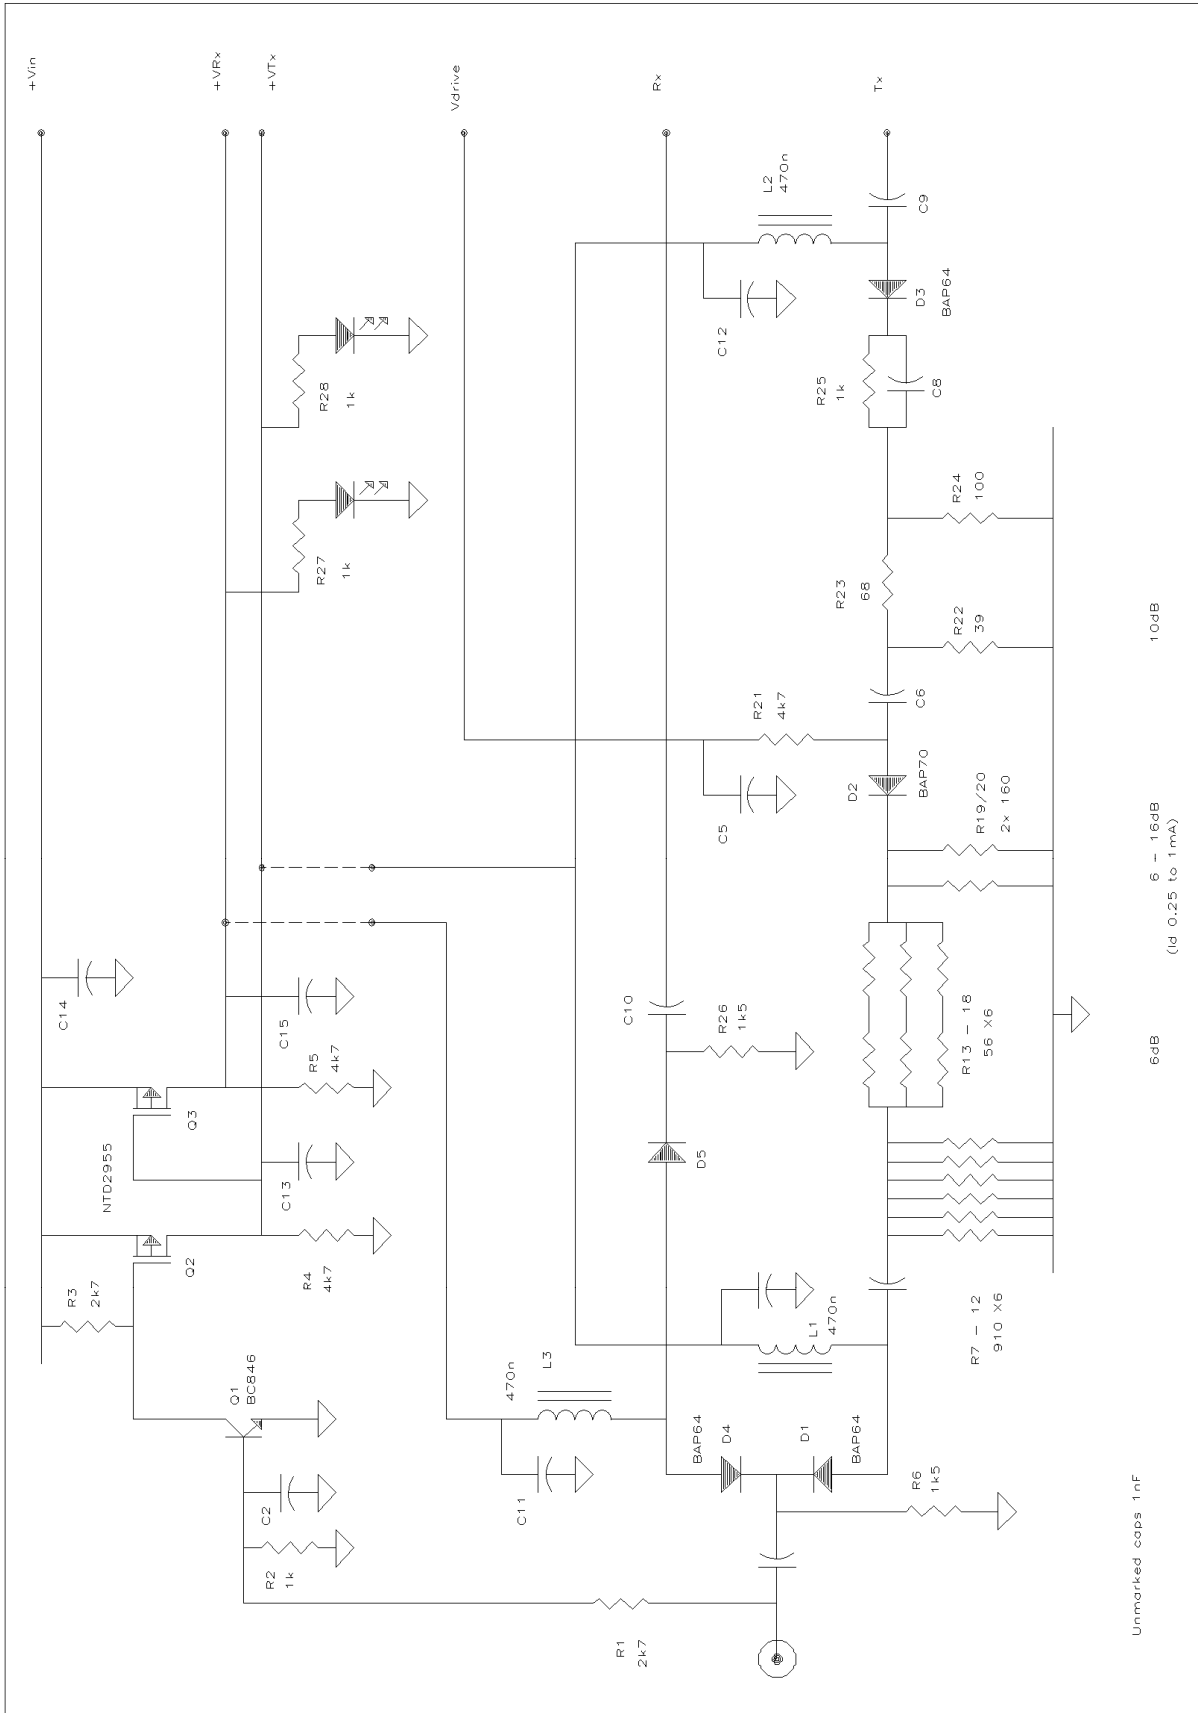 +Vin
+VRx
+VTx
Vdrive
Rx
Tx
L2
470n
C9
D3
BAP64
C12
R25
1k
C8
R28
1k
R27
1k
R24
100
R23
68
R22
39
10dB
C6
R21
4k7
D2
BAP70
C5
R19/20
2x 160
6 - 16dB
(Id 0.25 to 1mA)
C14
C15
R5
4k7
Q3
NTD2955
C13
Q2
R4
4k7
R3
2k7
C10
R26
1k5
D5
R13 - 18
56 X6
6dB
R7 - 12
910 X6
L1
470n
L3
470n
Q1
BC846
C2
R2
1k
C11
BAP64
D4
D1
BAP64
R6
1k5
R1
2k7
Unmarked caps 1nF